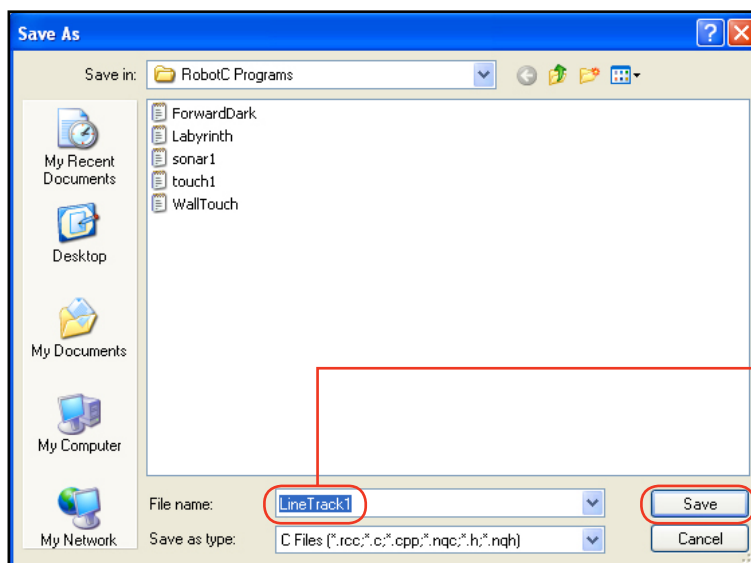 Save As
Save in:
RobotC Programs
ForwardDark
Labyrinth
sonar1
touch1
WallTouch
My Recent
Documents
Desktop
My Documents
My Computer
My Network
File name:
LineTrack1
Save
Save as type:
C Files (*.rcc;*.c;*.cpp;*.nqc;*.h;*.nqh)
Cancel